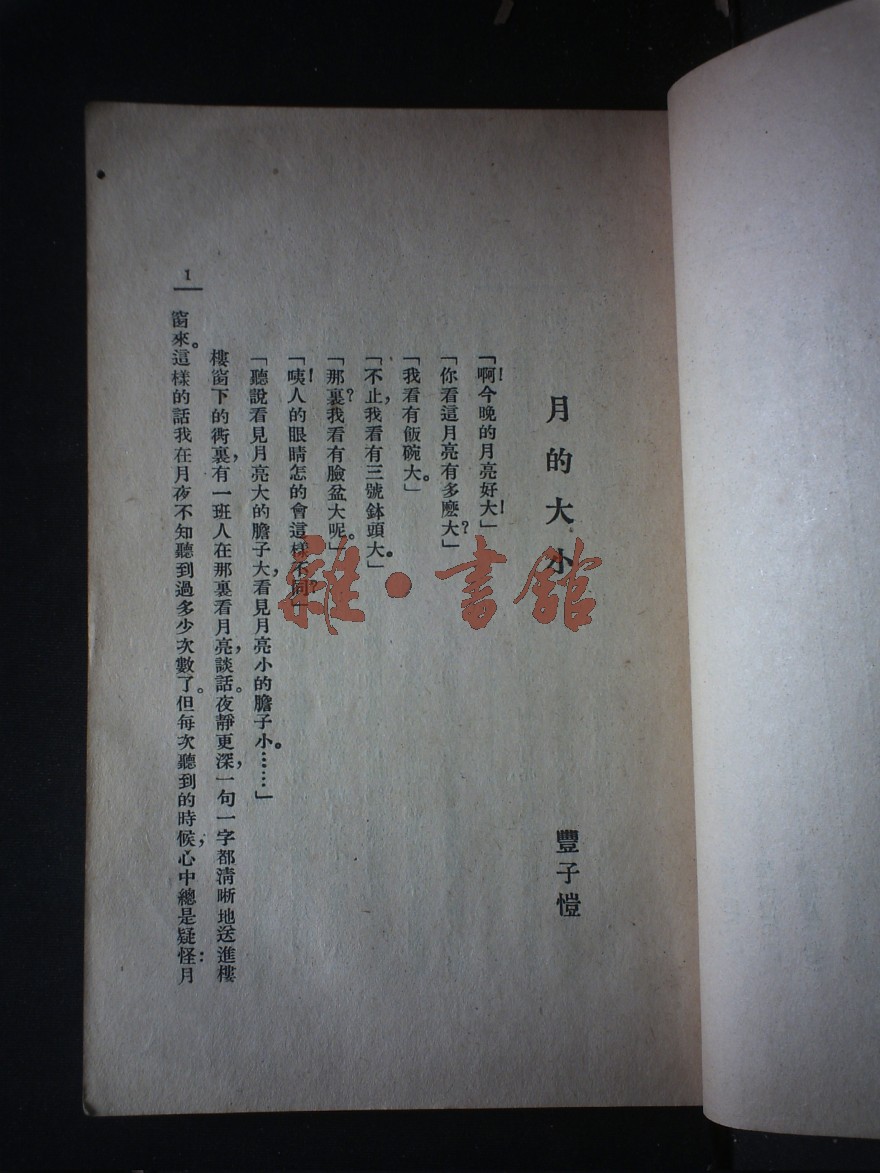 月的大小
豐子愷
「啊！今晚的月亮好大！」
「你看這月亮有多麼大？」
「我看有飯碗大。」
「不止，我看有三號鉢頭大。」
「那裏？我看有臉盆大呢。」
「咦！人的眼睛怎的會這樣不同？」
「聽說看見月亮大的膽子大，看見月亮小的膽子小。……」
樓窗下的衖裏，有一班人在那裏看月亮，談話。夜靜更深，一句一字都清晰地送進樓
窗來。這樣的話我在月夜不知聽到過多少次數了。但每次聽到的時候，心中總是疑怪：月
1
雜·書館